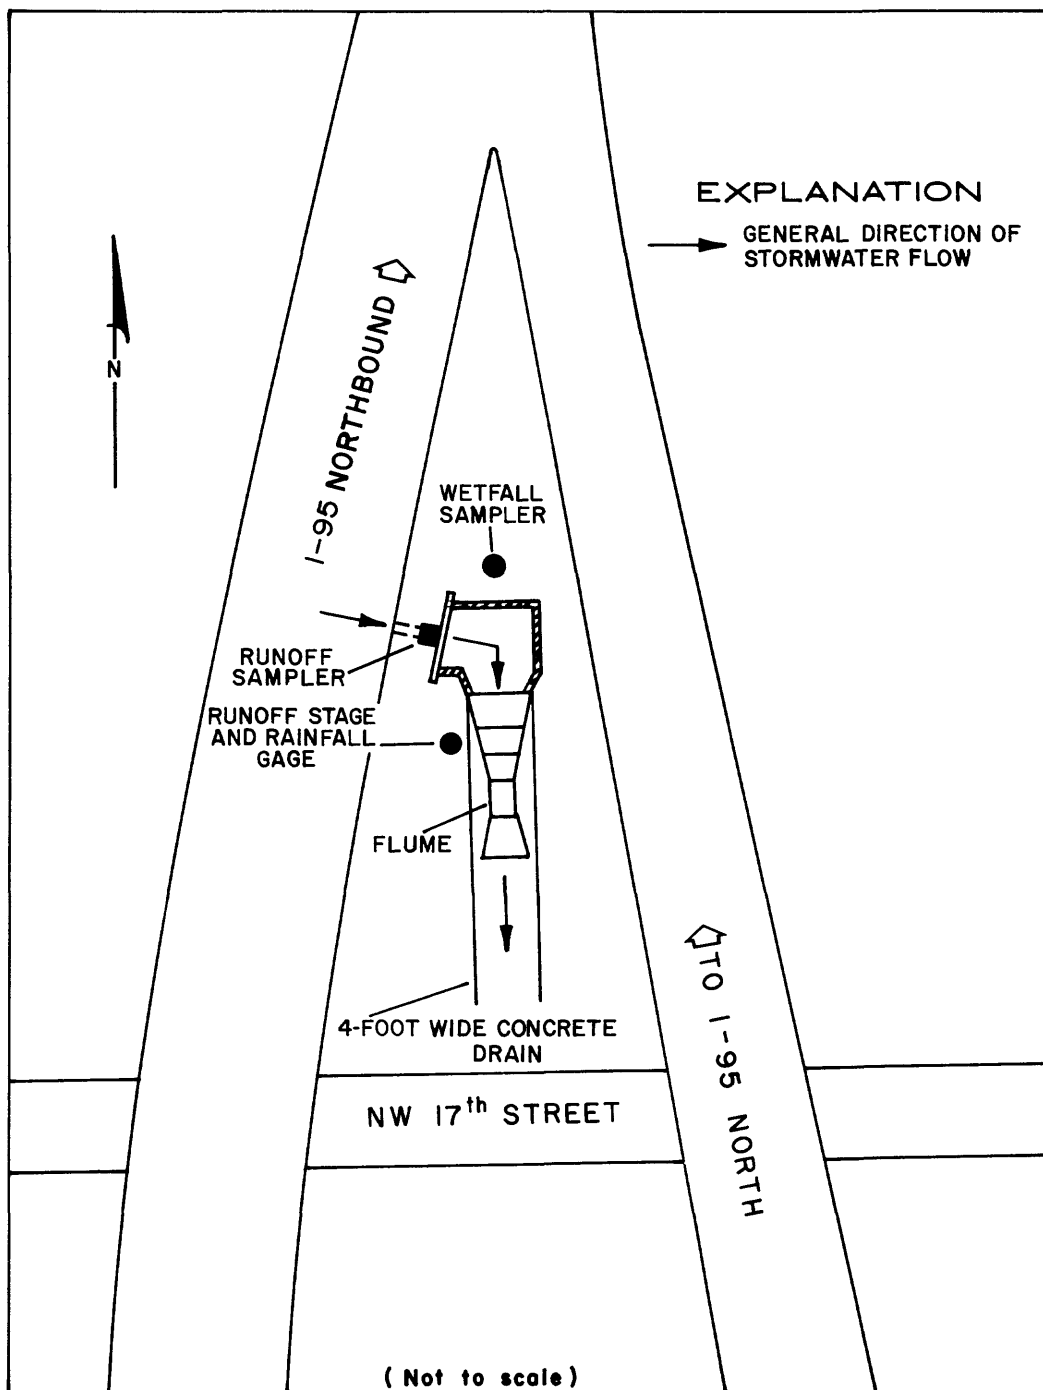 EXPLANATION
GENERAL DIRECTION OF
STORMWATER FLOW
N
I-95 NORTHBOUND
WETFALL
SAMPLER
RUNOFF
SAMPLER
RUNOFF STAGE
AND RAINFALL
GAGE
FLUME
4-FOOT WIDE CONCRETE
DRAIN
TO I-95 NORTH
NW 17th STREET
(Not to scale)